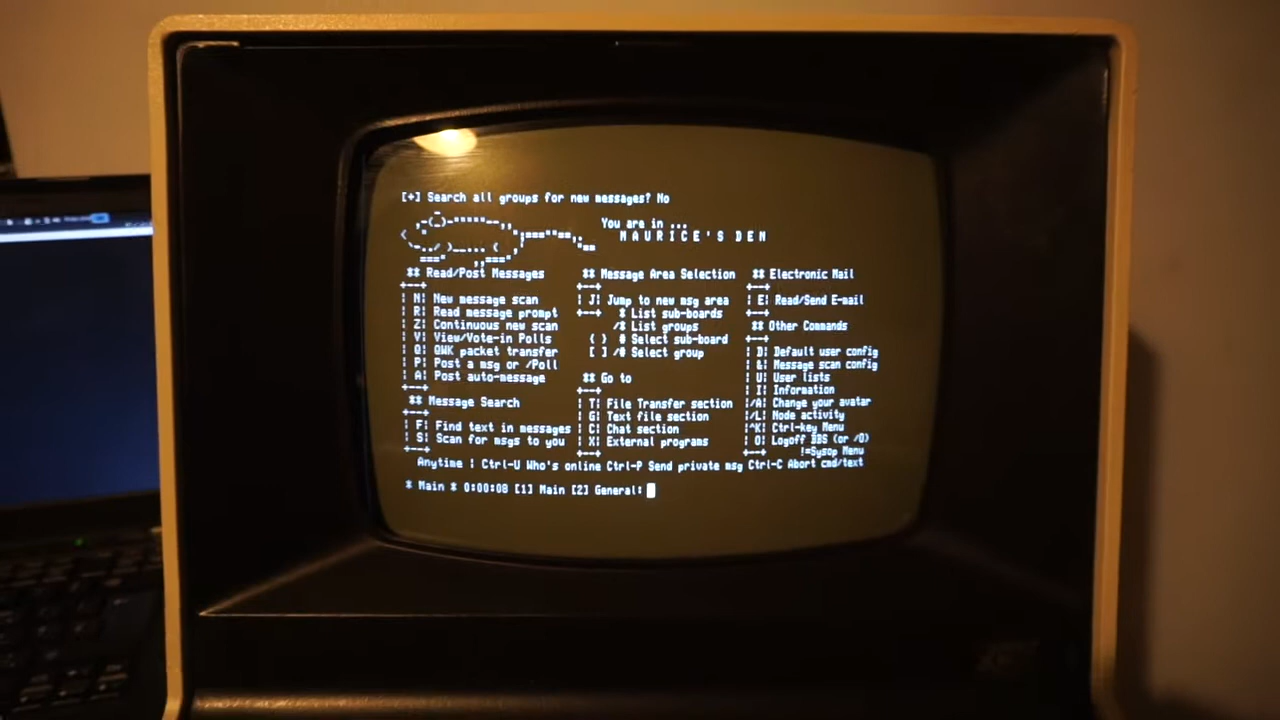 [+] Search all groups for new messages? No
You are in ...
M A U R I C E ' S  D E N
** Read/Post Messages
| N| New message scan
| R| Read message prompt
| Z| Continuous new scan
| V| View/Vote-in Polls
| Q| QWK packet transfer
| P| Post a msg or /Poll
| A| Post auto-message
** Message Search
| F| Find text in messages
| S| Scan for msgs to you
** Message Area Selection
| J| Jump to new msg area
* List sub-boards
/* List groups
{ } # Select sub-board
[ ] /# Select group
** Go to
| T| File Transfer section
| G| Text file section
| C| Chat section
| X| External programs
** Electronic Mail
| E| Read/Send E-mail
** Other Commands
| D| Default user config
| &| Message scan config
| U| User lists
| I| Information
|/A| Change your avatar
|/L| Node activity
|^K| Ctrl-key Menu
| O| Logoff BBS (or /O)
!=Sysop Menu
Anytime | Ctrl-U Who's online Ctrl-P Send private msg Ctrl-C Abort cmd/text
* Main * 0:00:08 [1] Main [2] General: